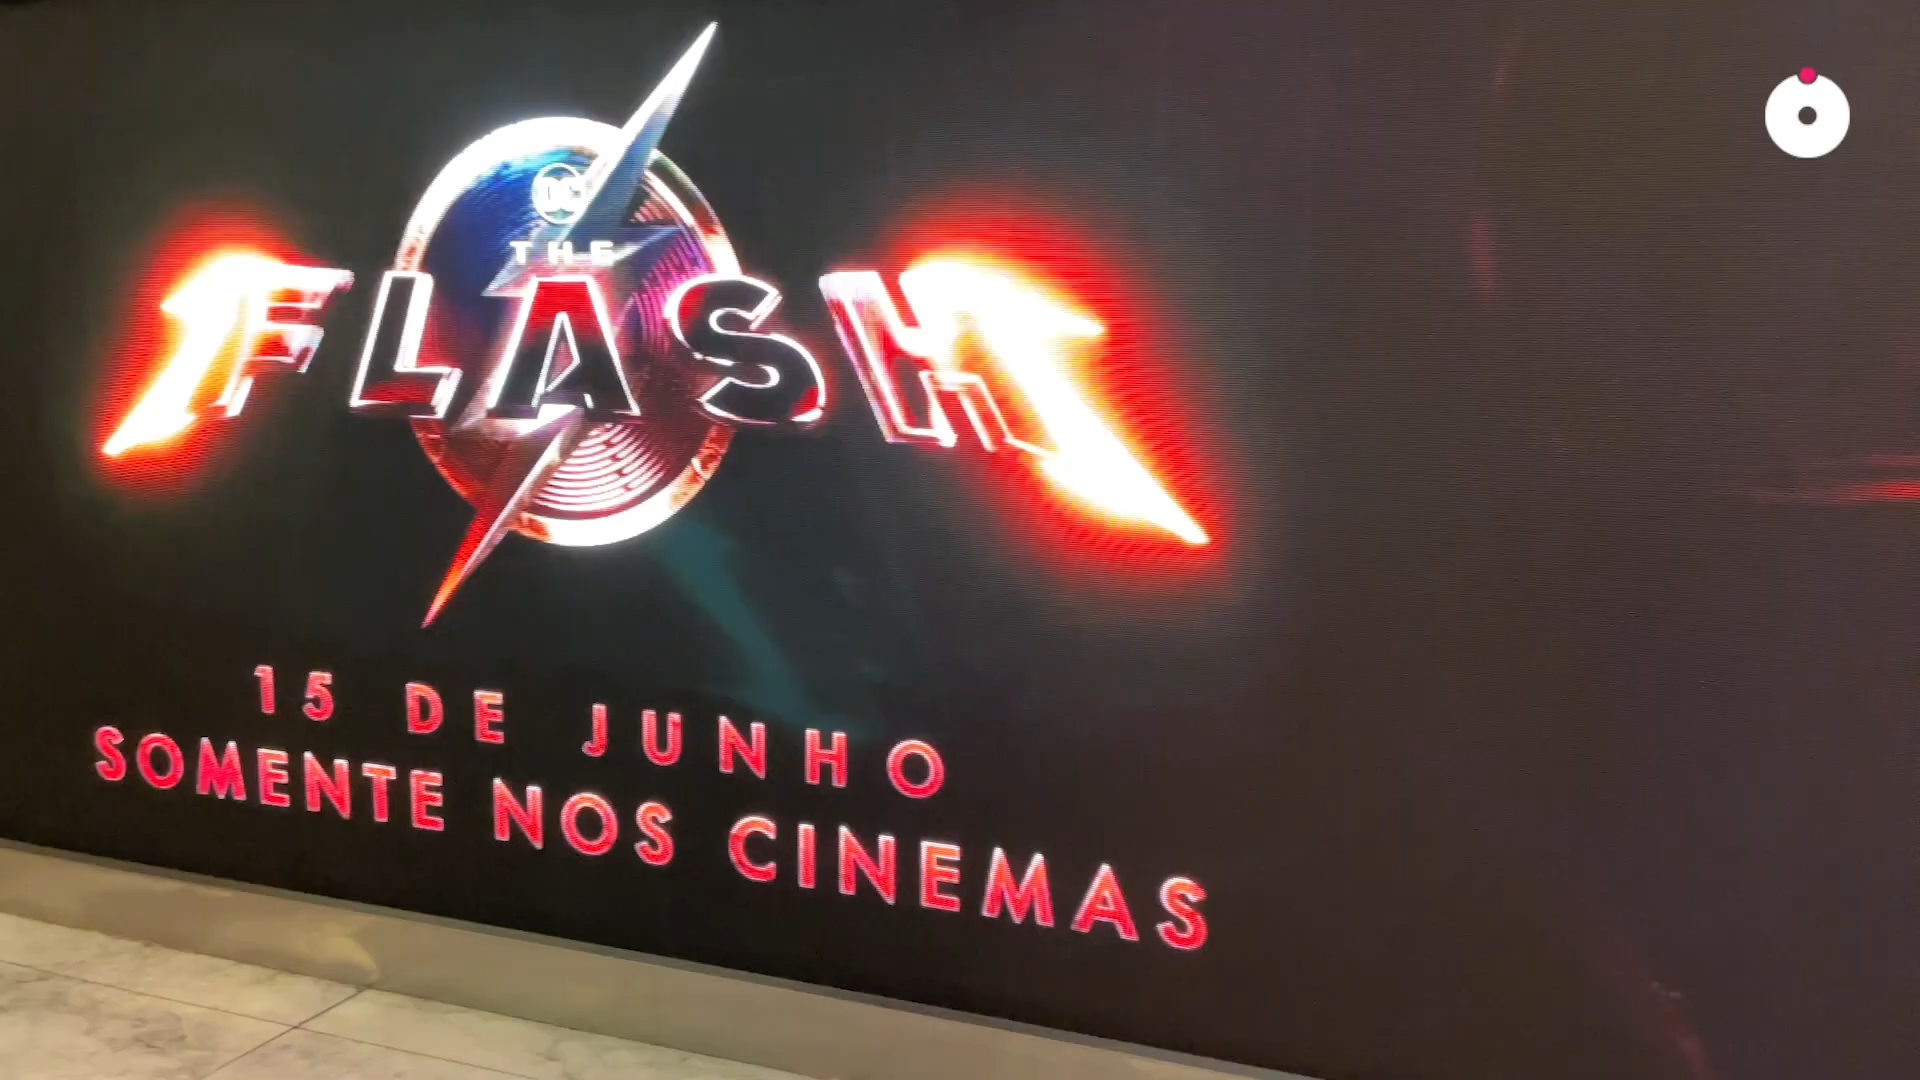 DC
THE
FLASH
15 DE JUNHO
SOMENTE NOS CINEMAS